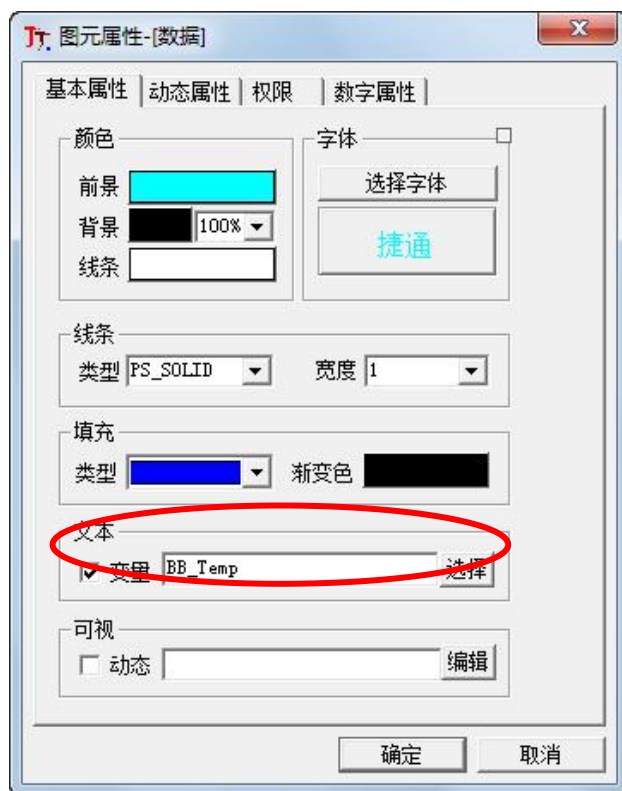 图元属性-[数据]
基本属性 动态属性 权限 数字属性
颜色
前景
背景 100%
线条
字体
选择字体
捷通
线条
类型 PS_SOLID 宽度 1
填充
类型 渐变色
文本
变量 BB_Temp 选择
可视
动态 编辑
确定 取消